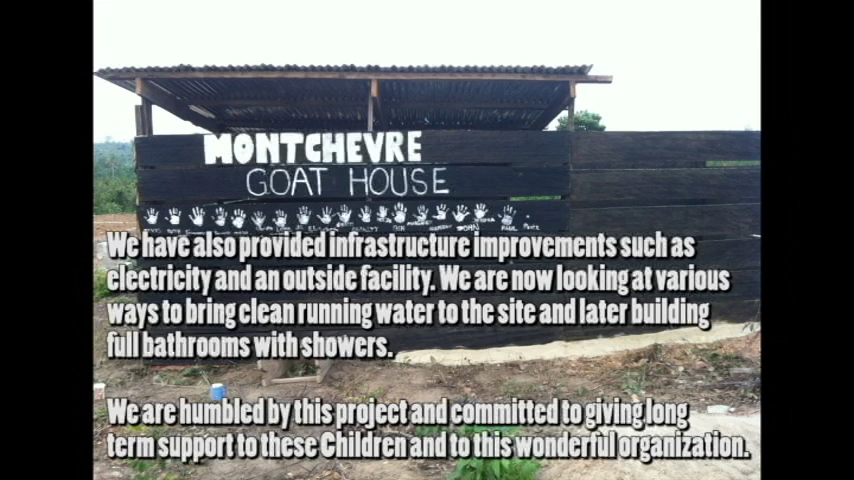 MONTCHEVRE
GOAT HOUSE
We have also provided infrastructure improvements such as
electricity and an outside facility. We are now looking at various
ways to bring clean running water to the site and later building
full bathrooms with showers.
We are humbled by this project and committed to giving long
term support to these Children and to this wonderful organization.